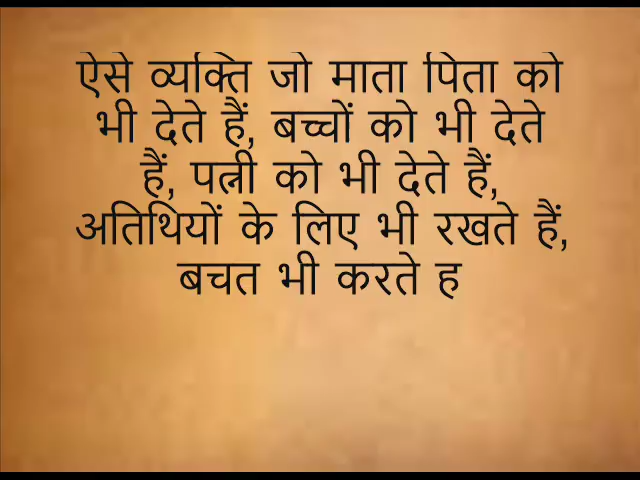 ऐसे व्यक्ति जो माता पिता को
भी देते हैं, बच्चों को भी देते
हैं, पत्नी को भी देते हैं,
अतिथियों के लिए भी रखते हैं,
बचत भी करते ह